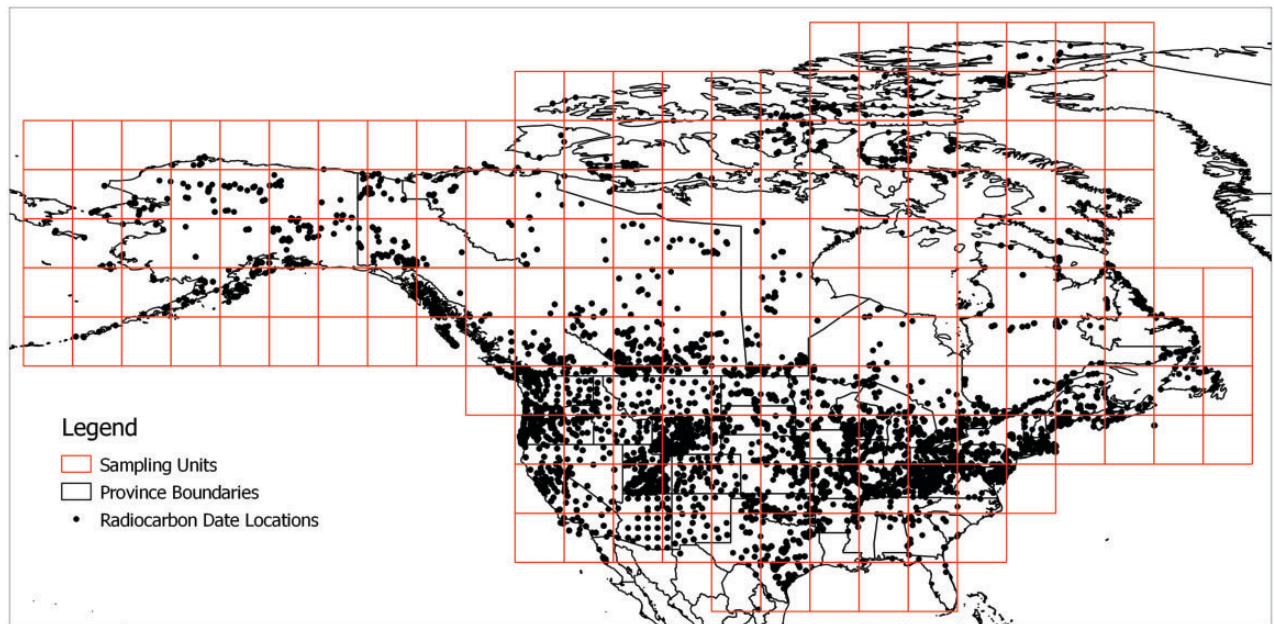 Legend
Sampling Units
Province Boundaries
Radiocarbon Date Locations